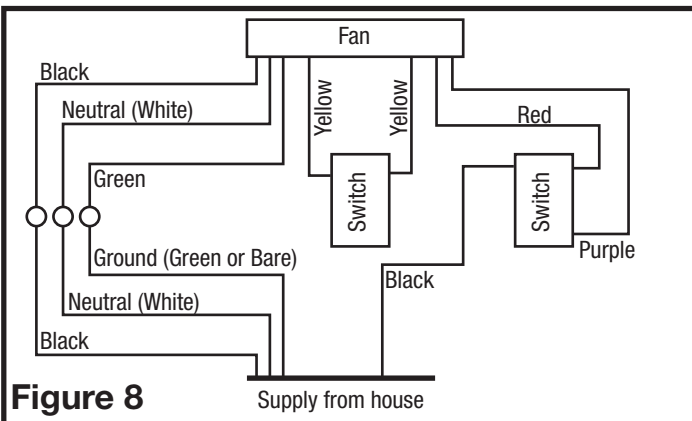 Fan
Black
Neutral (White)
Yellow
Yellow
Red
Green
Switch
Switch
Purple
Ground (Green or Bare)
Black
Neutral (White)
Black
Figure 8
Supply from house